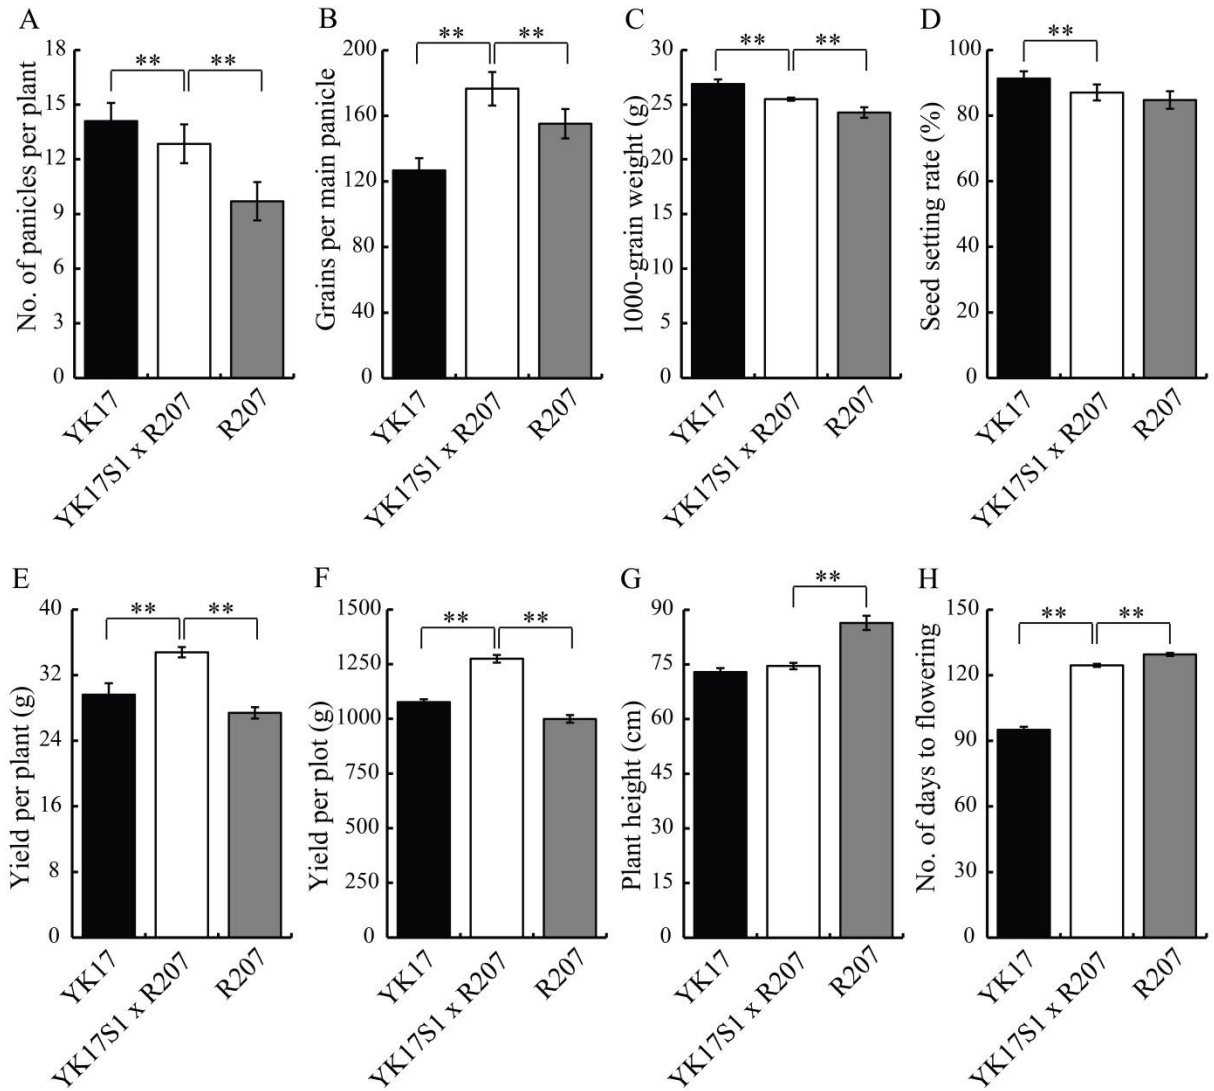 A
No. of panicles per plant
18
15
12
9
6
3
0
**
**
YK17
YK17S1 x R207
R207
B
Grains per main panicle
200
160
120
80
40
0
**
**
YK17
YK17S1 x R207
R207
C
1000-grain weight (g)
30
25
20
15
10
5
0
**
**
YK17
YK17S1 x R207
R207
D
Seed setting rate (%)
100
80
60
40
20
0
**
YK17
YK17S1 x R207
R207
E
Yield per plant (g)
40
32
24
16
8
0
**
**
YK17
YK17S1 x R207
R207
F
Yield per plot (g)
1500
1250
1000
750
500
250
0
**
**
YK17
YK17S1 x R207
R207
G
Plant height (cm)
90
75
60
45
30
15
0
**
YK17
YK17S1 x R207
R207
H
No. of days to flowering
150
120
90
60
30
0
**
**
YK17
YK17S1 x R207
R207